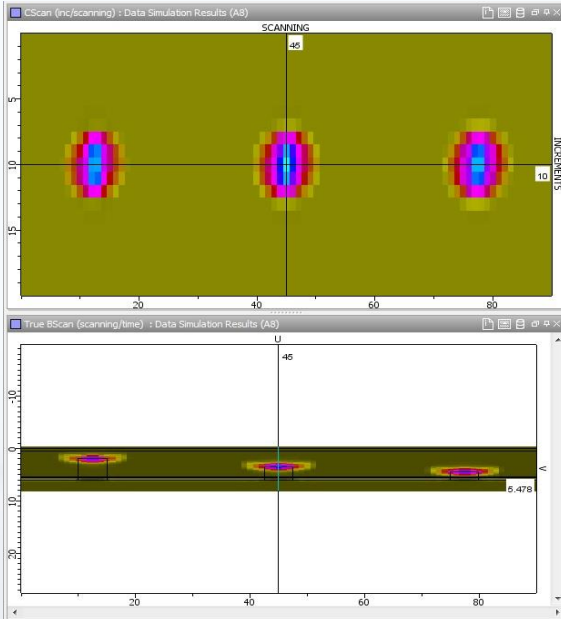 CScan (inc/scanning) : Data Simulation Results (A8)
SCANNING
45
5
10
15
10
INCREMENTS
20 40 60 80
True BScan (scanning/time) : Data Simulation Results (A8)
U
45
-10
0
10
20
V
5.478
20 40 60 80